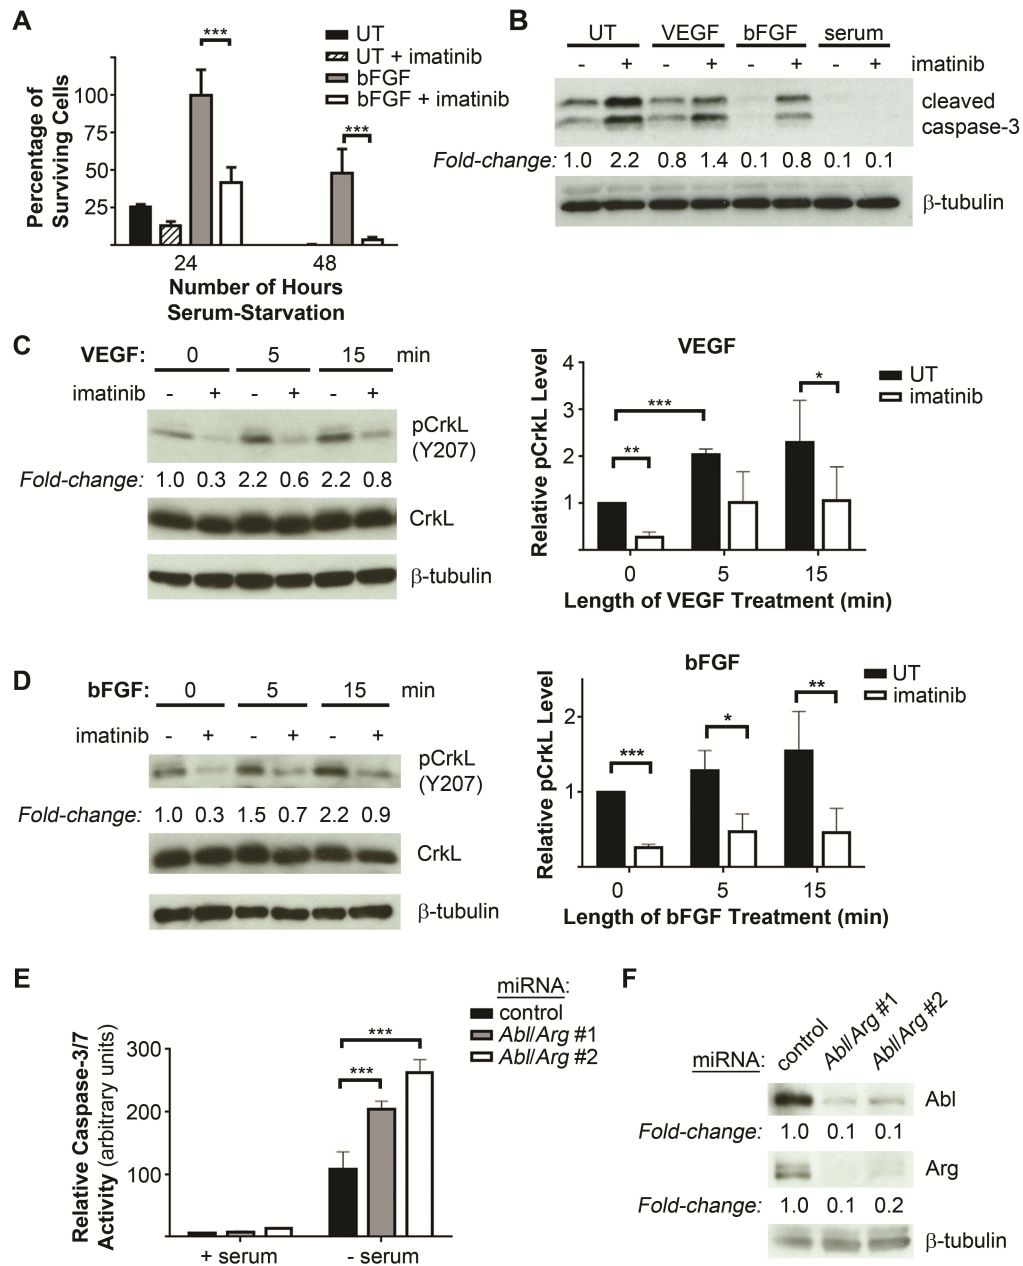 A
***
***
UT
UT + imatinib
bFGF
bFGF + imatinib
Percentage of
Surviving Cells
100
75
50
25
24 48
Number of Hours
Serum-Starvation
B
UT VEGF bFGF serum
- + - + - + - + imatinib
cleaved
caspase-3
Fold-change: 1.0 2.2 0.8 1.4 0.1 0.8 0.1 0.1
β-tubulin
C
VEGF: 0 5 15 min
imatinib - + - + - +
pCrkL
(Y207)
Fold-change: 1.0 0.3 2.2 0.6 2.2 0.8
CrkL
β-tubulin
VEGF
UT
imatinib
Relative pCrkL Level
4
3
2
1
**
***
*
0 5 15
Length of VEGF Treatment (min)
D
bFGF: 0 5 15 min
imatinib - + - + - +
pCrkL
(Y207)
Fold-change: 1.0 0.3 1.5 0.7 2.2 0.9
CrkL
β-tubulin
bFGF
UT
imatinib
Relative pCrkL Level
2
1
***
*
**
0 5 15
Length of bFGF Treatment (min)
E
miRNA:
control
Abl/Arg #1
Abl/Arg #2
Relative Caspase-3/7
Activity (arbitrary units)
300
200
100
***
***
+ serum - serum
F
miRNA: control Abl/Arg #1 Abl/Arg #2
Abl
Fold-change: 1.0 0.1 0.1
Arg
Fold-change: 1.0 0.1 0.2
β-tubulin